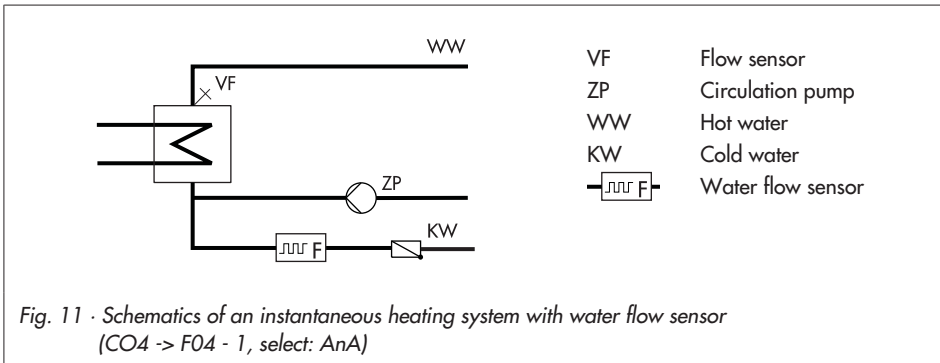 WW
VF
ZP
KW
F
VF Flow sensor
ZP Circulation pump
WW Hot water
KW Cold water
F Water flow sensor
Fig. 11 · Schematics of an instantaneous heating system with water flow sensor
(CO4 -> F04 - 1, select: AnA)